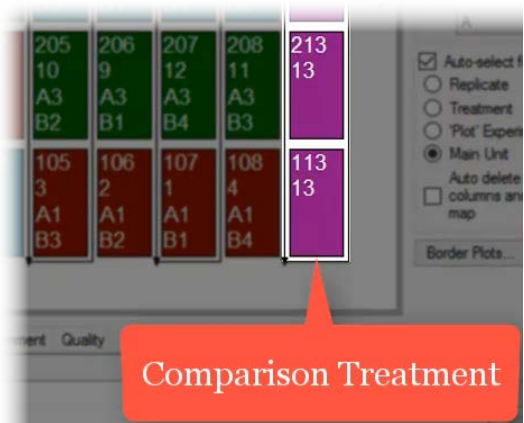 205 206 207 208 213
10 9 12 11 13
A3 A3 A3 A3
B2 B1 B4 B3
105 106 107 108 113
3 2 1 4 13
A1 A1 A1 A1
B3 B2 B1 B4
A
Auto-select f
Replicate
Treatment
'Plot' Experi
Main Unit
Auto delete
columns and
map
Border Plots...
ment Quality
Comparison Treatment